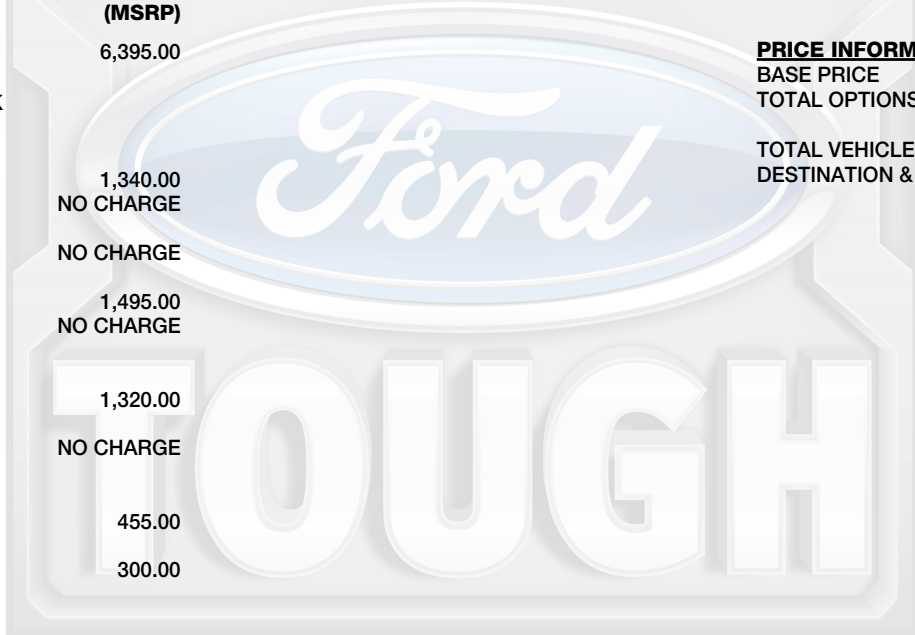 (MSRP)
6,395.00
1,340.00
NO CHARGE
NO CHARGE
1,495.00
NO CHARGE
1,320.00
NO CHARGE
455.00
300.00
PRICE INFORM
BASE PRICE
TOTAL OPTIONS
TOTAL VEHICLE
DESTINATION &
Ford
TOUGH